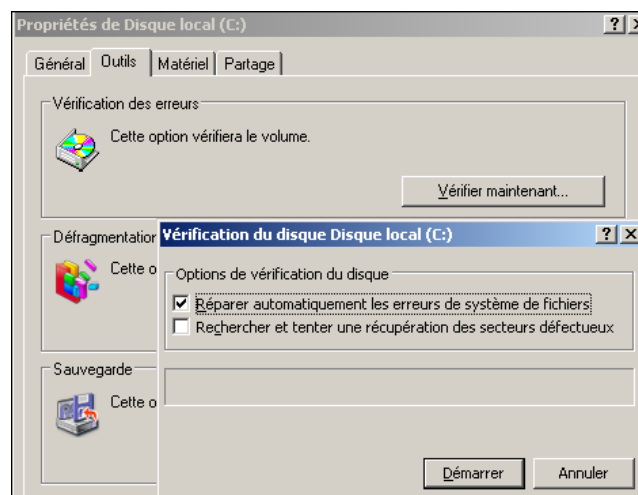 Propriétés de Disque local (C:)
Général Outils Matériel Partage
Vérification des erreurs
Cette option vérifiera le volume.
Vérifier maintenant...
Défragmentation
Cette o
Vérification du disque Disque local (C:)
Options de vérification du disque
Réparer automatiquement les erreurs de système de fichiers
Rechercher et tenter une récupération des secteurs défectueux
Sauvegarde
Cette o
Démarrer Annuler